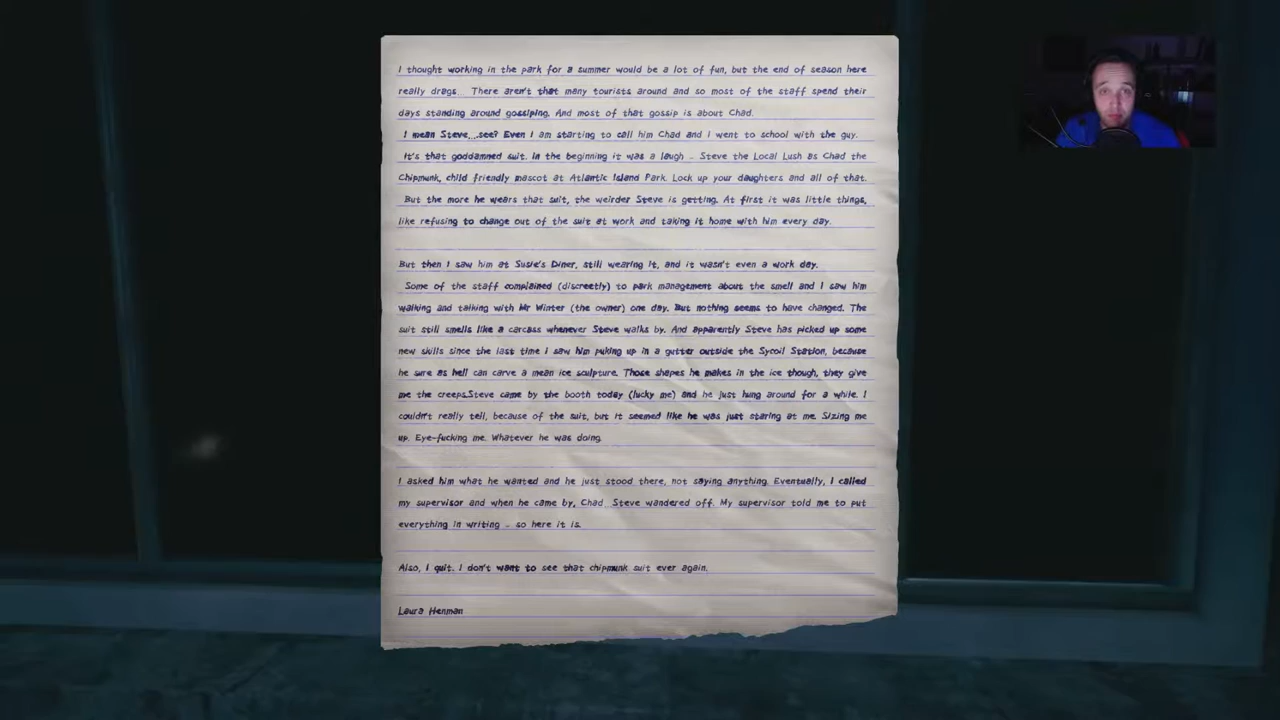 I thought working in the park for a summer would be a lot of fun, but the end of season here
really drags... There aren't that many tourists around and so most of the staff spend their
days standing around gossiping. And most of that gossip is about Chad.
I mean Steve...see? Even I am starting to call him Chad and I went to school with the guy.
It's that goddamned suit. In the beginning it was a laugh - Steve the Local Lush as Chad the
Chipmunk, child friendly mascot at Atlantic Island Park. Lock up your daughters and all of that.
But the more he wears that suit, the weirder Steve is getting. At first it was little things,
like refusing to change out of the suit at work and taking it home with him every day.
But then I saw him at Susie's Diner, still wearing it, and it wasn't even a work day.
Some of the staff complained (discreetly) to park management about the smell and I saw him
walking and talking with Mr Winter (the owner) one day. But nothing seems to have changed. The
suit still smells like a carcass whenever Steve walks by. And apparently Steve has picked up some
new skills since the last time I saw him puking up in a gutter outside the Sycoil Station, because
he sure as hell can carve a mean ice sculpture. Those shapes he makes in the ice though, they give
me the creeps.Steve came by the booth today (lucky me) and he just hung around for a while. I
couldn't really tell, because of the suit, but it seemed like he was just staring at me. Sizing me
up. Eye-fucking me. Whatever he was doing.
I asked him what he wanted and he just stood there, not saying anything. Eventually, I called
my supervisor and when he came by, Chad.. Steve wandered off. My supervisor told me to put
everything in writing - so here it is.
Also, I quit. I don't want to see that chipmunk suit ever again.
Laura Henman